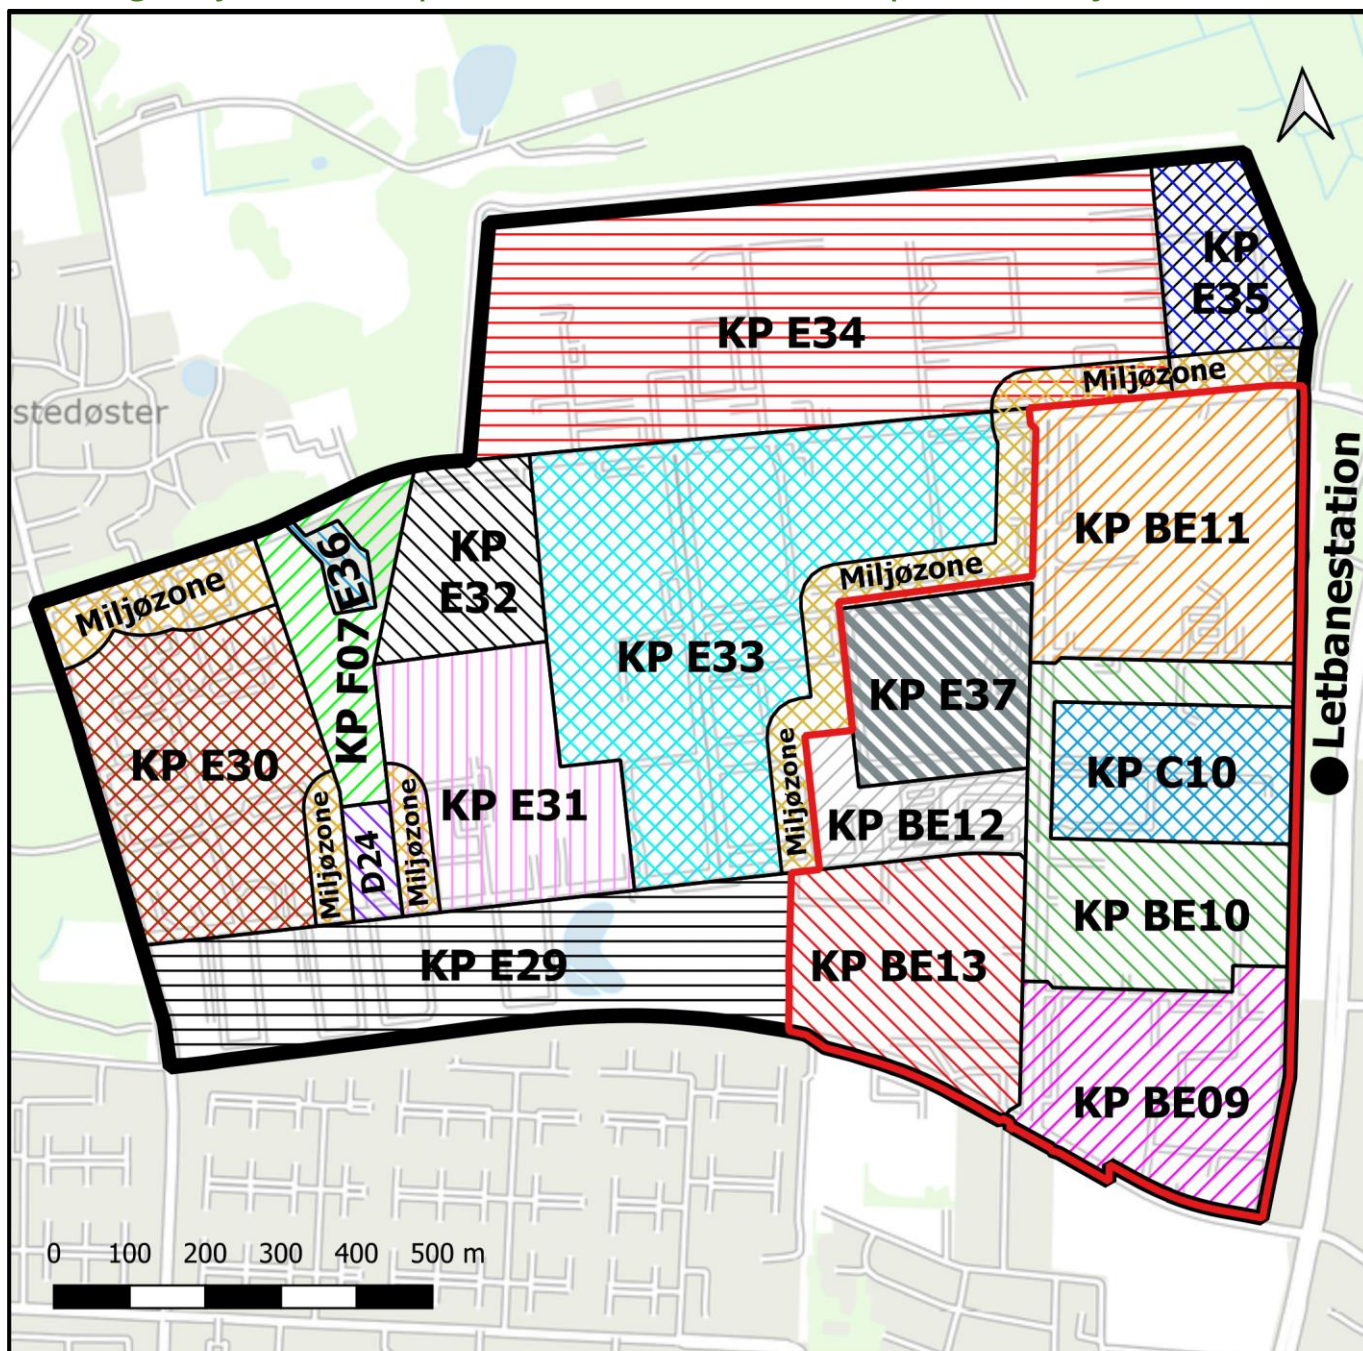 KP
E35
KP E34
Miljøzone
stedøster
KP BE11
Letbanestation
KP
E32
E36
Miljøzone
Miljøzone
KP E33
KP F07
KP E37
KP E30
KP C10
Miljøzone
KP E31
KP BE12
Miljøzone
D24
Miljøzone
KP BE10
KP E29
KP BE13
KP BE09
0 100 200 300 400 500 m